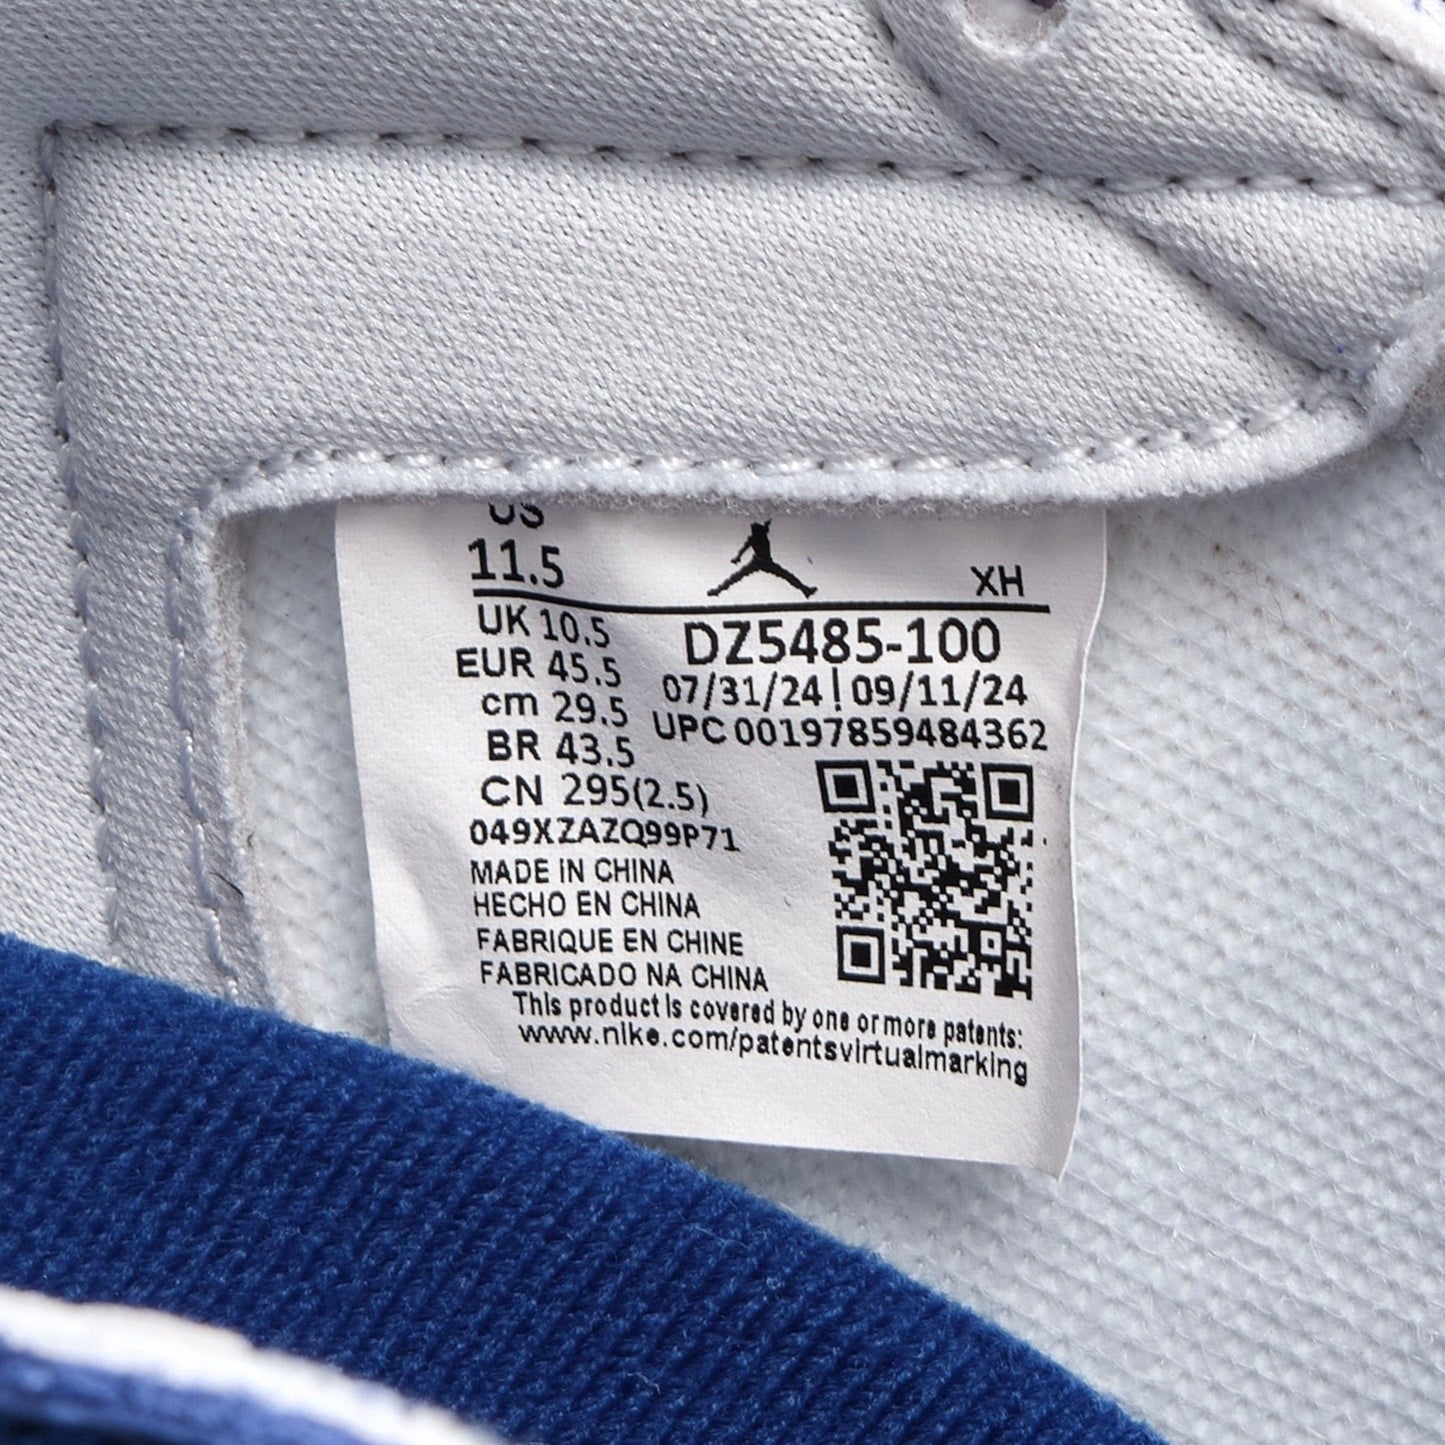 US
11.5
XH
UK 10.5
EUR 45.5
cm 29.5
BR 43.5
CN 295(2.5)
DZ5485-100
07/31/24 | 09/11/24
UPC 00197859484362
049XZAZQ99P71
MADE IN CHINA
HECHO EN CHINA
FABRIQUE EN CHINE
FABRICADO NA CHINA
This product is covered by one or more patents:
www.nike.com/patentsvirtualmarking